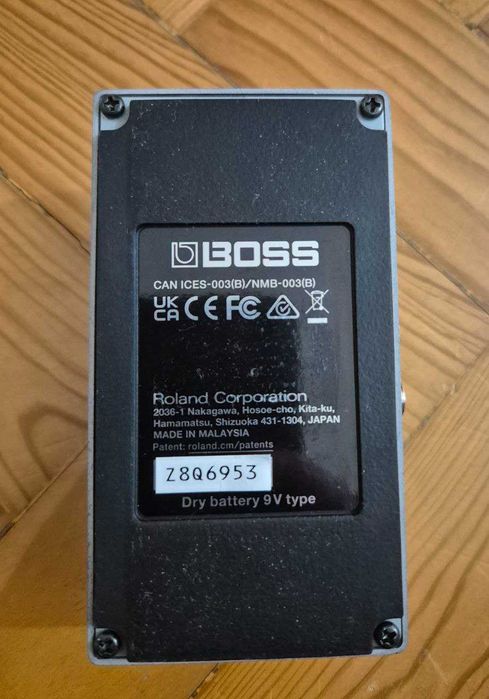 BOSS
CAN ICES-003(B)/NMB-003(B)
UK CA CE FC
Roland Corporation
2036-1 Nakagawa, Hosoe-cho, Kita-ku,
Hamamatsu, Shizuoka 431-1304, JAPAN
MADE IN MALAYSIA
Patent: roland.cm/patents
Z8Q6953
Dry battery 9V type